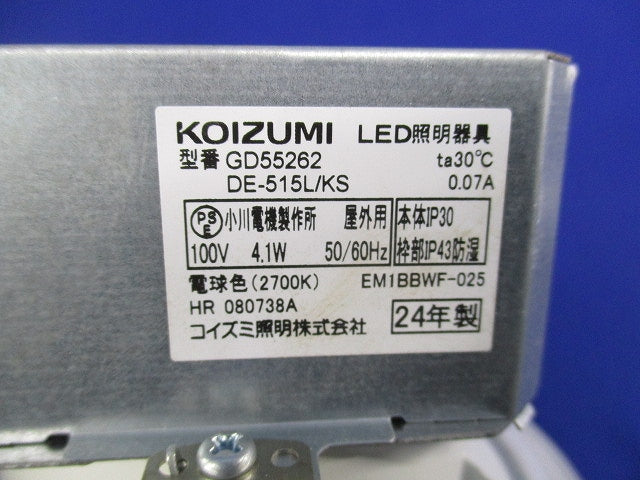 KOIZUMI LED照明器具
型番 GD55262 ta30℃
DE-515L/KS 0.07A
PSE 小川電機製作所 屋外用 本体IP30
100V 4.1W 50/60Hz 枠部IP43防湿
電球色(2700K) EM1BBWF-025
HR 080738A
コイズミ照明株式会社 24年製